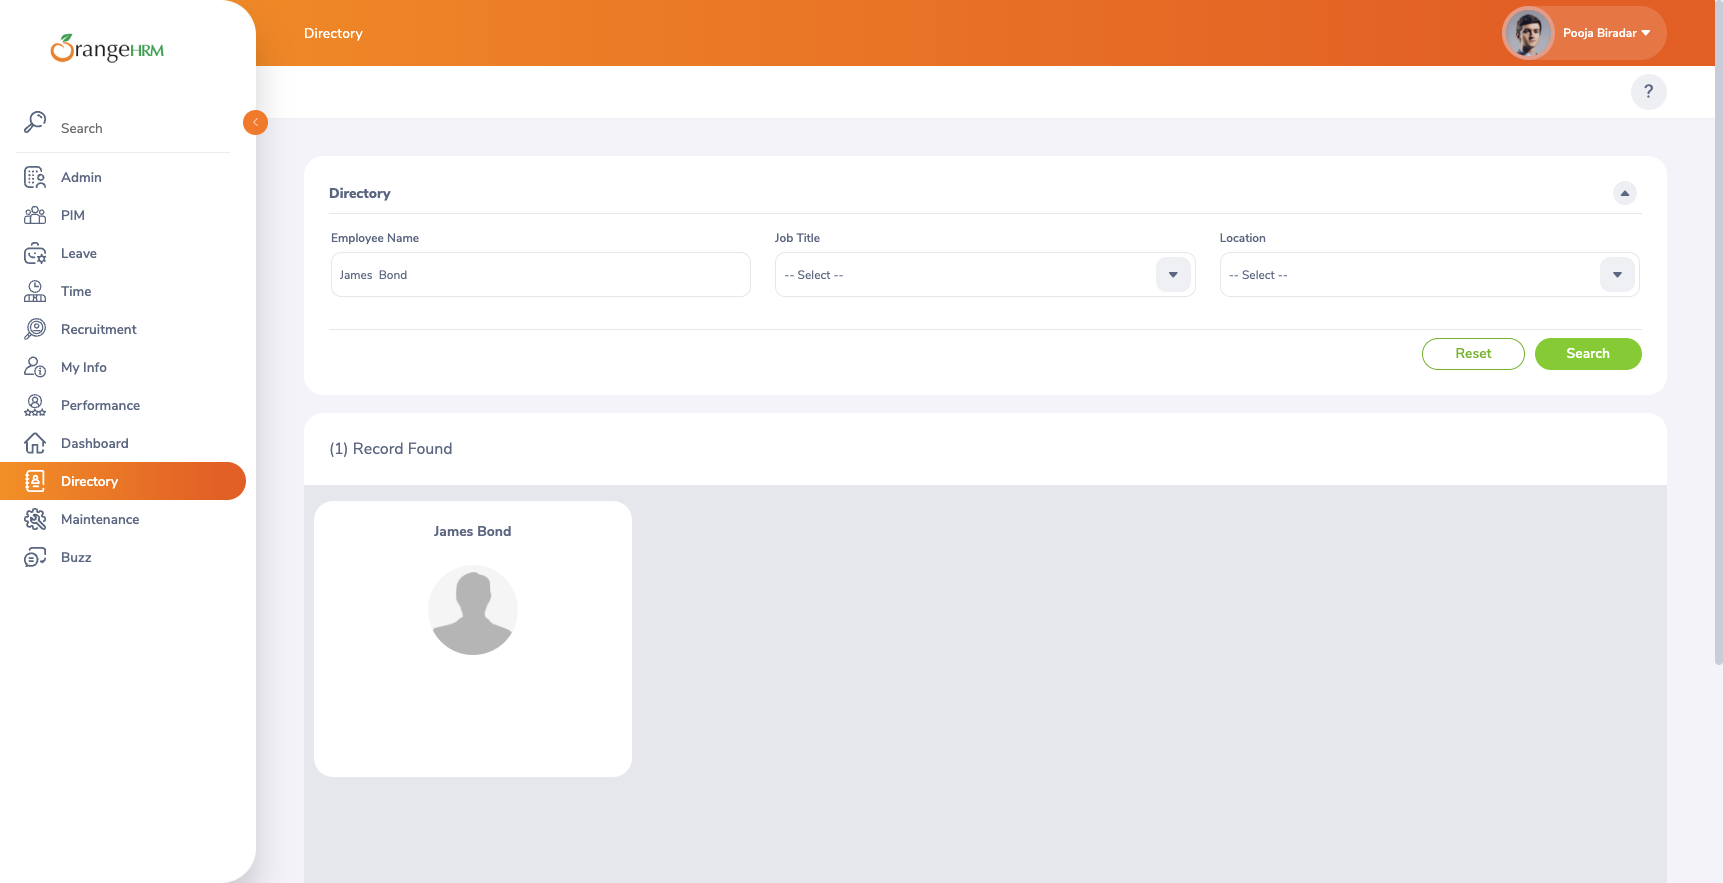 OrangeHRM
Search
Admin
PIM
Leave
Time
Recruitment
My Info
Performance
Dashboard
Directory
Maintenance
Buzz
Directory
Pooja Biradar
?
Directory
Employee Name
James  Bond
Job Title
-- Select --
Location
-- Select --
Reset
Search
(1) Record Found
James Bond